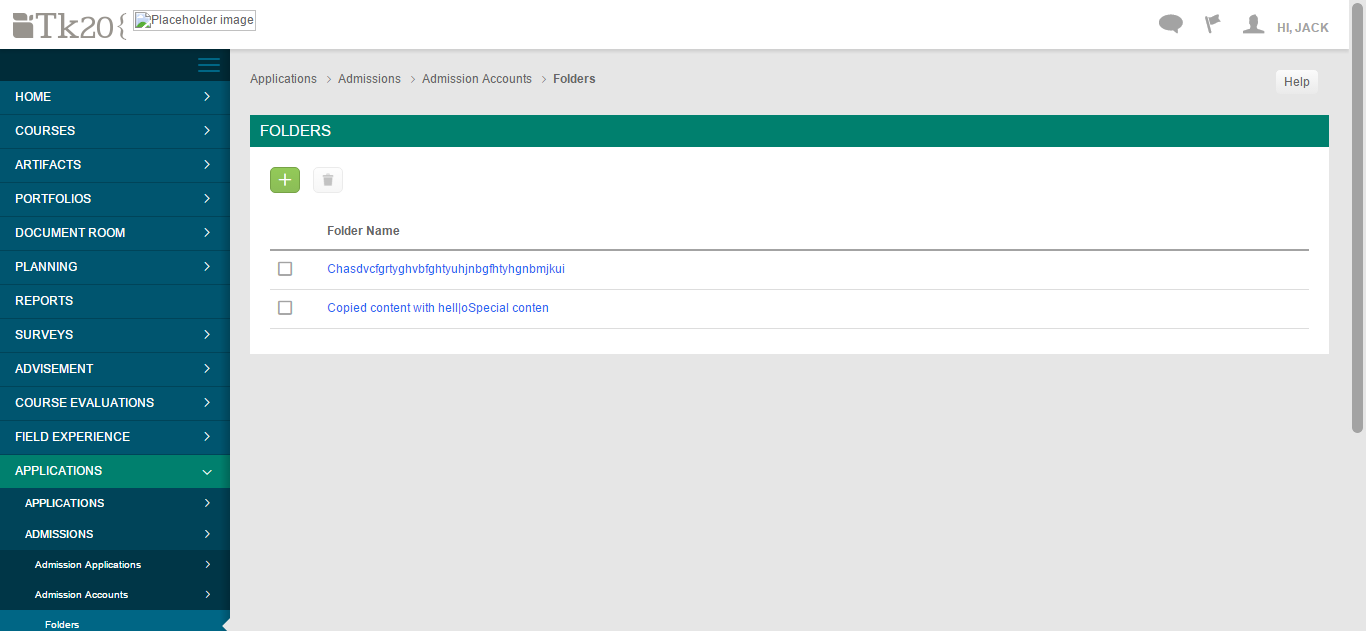 Tk20{
Placeholder image
HI, JACK
Applications > Admissions > Admission Accounts > Folders
Help
HOME
COURSES
ARTIFACTS
PORTFOLIOS
DOCUMENT ROOM
PLANNING
REPORTS
SURVEYS
ADVISEMENT
COURSE EVALUATIONS
FIELD EXPERIENCE
APPLICATIONS
APPLICATIONS
ADMISSIONS
Admission Applications
Admission Accounts
Folders
FOLDERS
Folder Name
Chasdvcfgrtyghvbfghtyuhjnbgfhtyhgnbmjkui
Copied content with hell|oSpecial conten